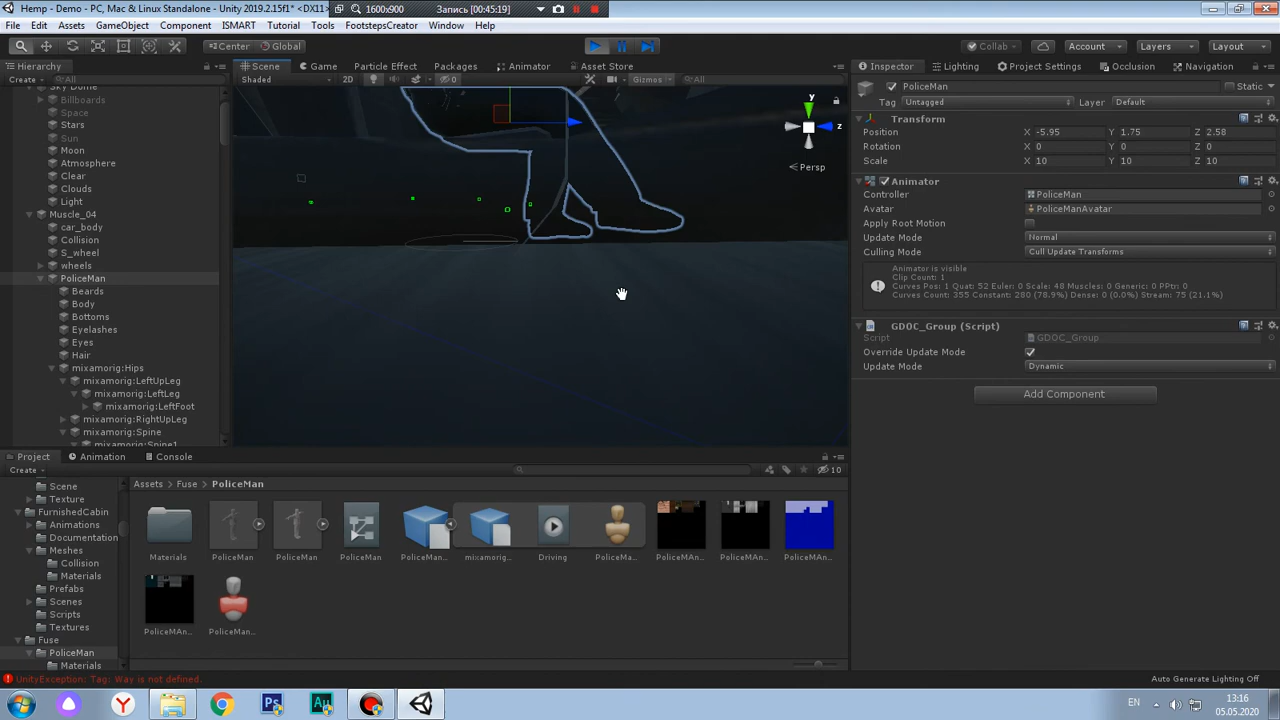 Hemp - Demo - PC, Mac & Linux Standalone - Unity 2019.2.15f1* <DX11>
1600x900
Запись [00:45:19]
File Edit Assets GameObject Component ISMART Tutorial Tools FootstepsCreator Window Help
Center Global
Collab Account Layers Layout
Hierarchy
Scene Game Particle Effect Packages Animator Asset Store
Inspector Lighting Project Settings Occlusion Navigation
Create All
Shaded 2D 0 Gizmos All
Sky Dome
Billboards
Space
Stars
Sun
Moon
Atmosphere
Clear
Clouds
Light
Muscle_04
car_body
Collision
S_wheel
wheels
PoliceMan
Beards
Body
Bottoms
Eyelashes
Eyes
Hair
mixamorig:Hips
mixamorig:LeftUpLeg
mixamorig:LeftLeg
mixamorig:LeftFoot
mixamorig:RightUpLeg
mixamorig:Spine
mixamorig:Spine1
y
z
Persp
PoliceMan Static
Tag Untagged Layer Default
Transform
Position X -5.95 Y 1.75 Z 2.58
Rotation X 0 Y 0 Z 0
Scale X 10 Y 10 Z 10
Animator
Controller PoliceMan
Avatar PoliceManAvatar
Apply Root Motion
Update Mode Normal
Culling Mode Cull Update Transforms
Animator is visible
Clip Count: 1
Curves Pos: 1 Quat: 52 Euler: 0 Scale: 48 Muscles: 0 Generic: 0 PPtr: 0
Curves Count: 355 Constant: 280 (78.9%) Dense: 0 (0.0%) Stream: 75 (21.1%)
GDOC_Group (Script)
Script GDOC_Group
Override Update Mode
Update Mode Dynamic
Add Component
Project Animation Console
Create 10
Scene
Texture
FurnishedCabin
Animations
Documentation
Meshes
Collision
Materials
Prefabs
Scenes
Scripts
Textures
Fuse
PoliceMan
Materials
Assets Fuse PoliceMan
Materials PoliceMan PoliceMan PoliceMan PoliceMan... mixamorig... Driving PoliceMa... PoliceMAn... PoliceMAn... PoliceMAn...
PoliceMAn... PoliceMan...
UnityException: Tag: Way is not defined.
Auto Generate Lighting Off
Y Ps Au
EN
13:16
05.05.2020